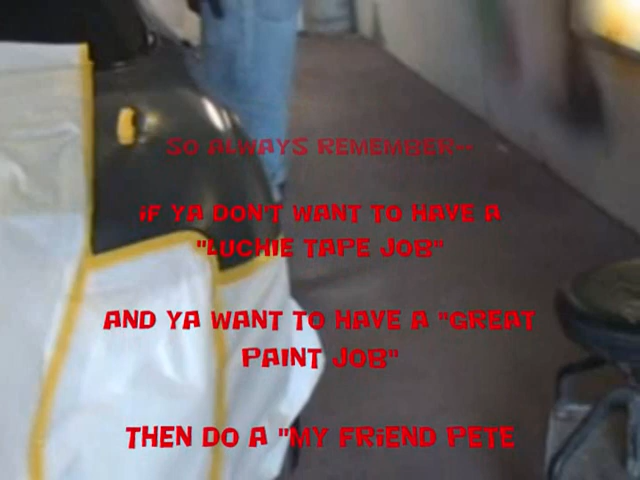 SO ALWAYS REMEMBER--
IF YA DON'T WANT TO HAVE A
"LUCHIE TAPE JOB"
AND YA WANT TO HAVE A "GREAT
PAINT JOB"
THEN DO A "MY FRIEND PETE